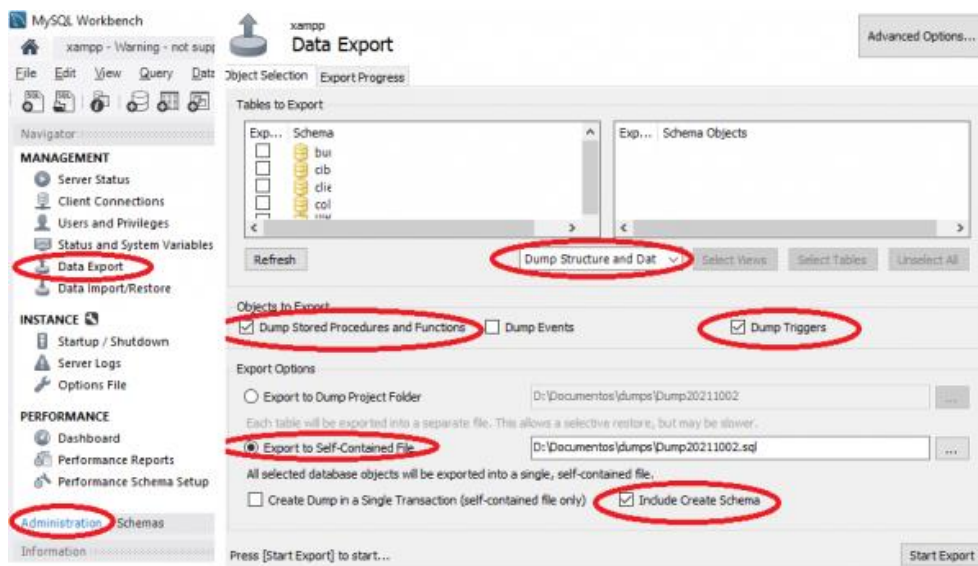 MySQL Workbench
xampp - Warning - not supp
File Edit View Query Data
Navigator
MANAGEMENT
Server Status
Client Connections
Users and Privileges
Status and System Variables
Data Export
Data Import/Restore
INSTANCE
Startup / Shutdown
Server Logs
Options File
PERFORMANCE
Dashboard
Performance Reports
Performance Schema Setup
Administration Schemas
Information
xampp
Data Export
Advanced Options...
Object Selection Export Progress
Tables to Export
Exp... Schema
cib
clie
col
Exp... Schema Objects
Refresh
Dump Structure and Dat
Select Views Select Tables Unselect All
Objects to Export
Dump Stored Procedures and Functions Dump Events Dump Triggers
Export Options
Export to Dump Project Folder D:\Documentos\dumps\Dump20211002 ...
Each table will be exported into a separate file. This allows a selective restore, but may be slower.
Export to Self-Contained File D:\Documentos\dumps\Dump20211002.sql ...
All selected database objects will be exported into a single, self-contained file.
Create Dump in a Single Transaction (self-contained file only) Include Create Schema
Press [Start Export] to start... Start Export